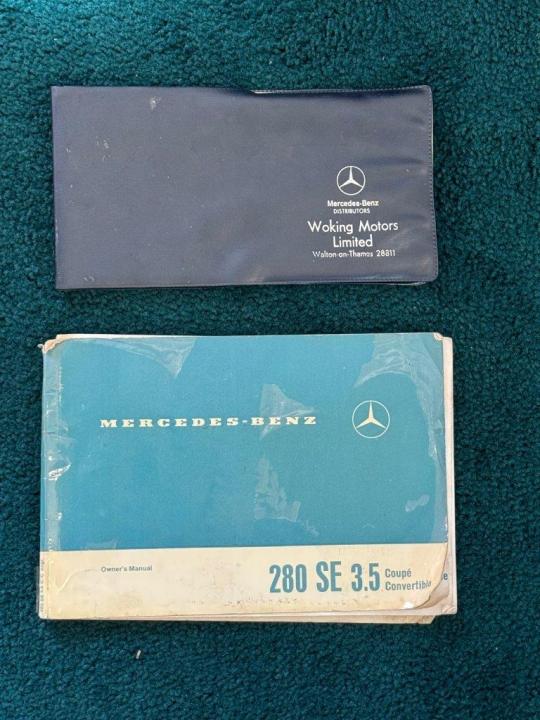 Mercedes-Benz
DISTRIBUTORS
Woking Motors
Limited
Walton-on-Thames 28811
MERCEDES-BENZ
Owner's Manual
280 SE 3.5
Coupé
Convertible